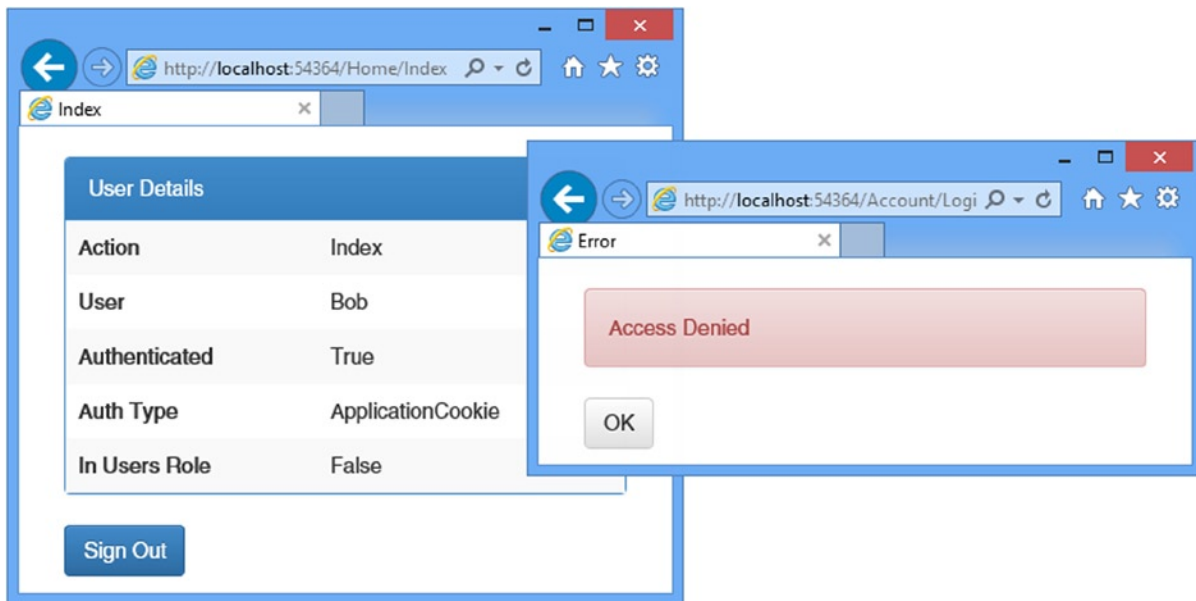 http://localhost:54364/Home/Index
Index
User Details
Action Index
User Bob
Authenticated True
Auth Type ApplicationCookie
In Users Role False
Sign Out
http://localhost:54364/Account/Logi
Error
Access Denied
OK